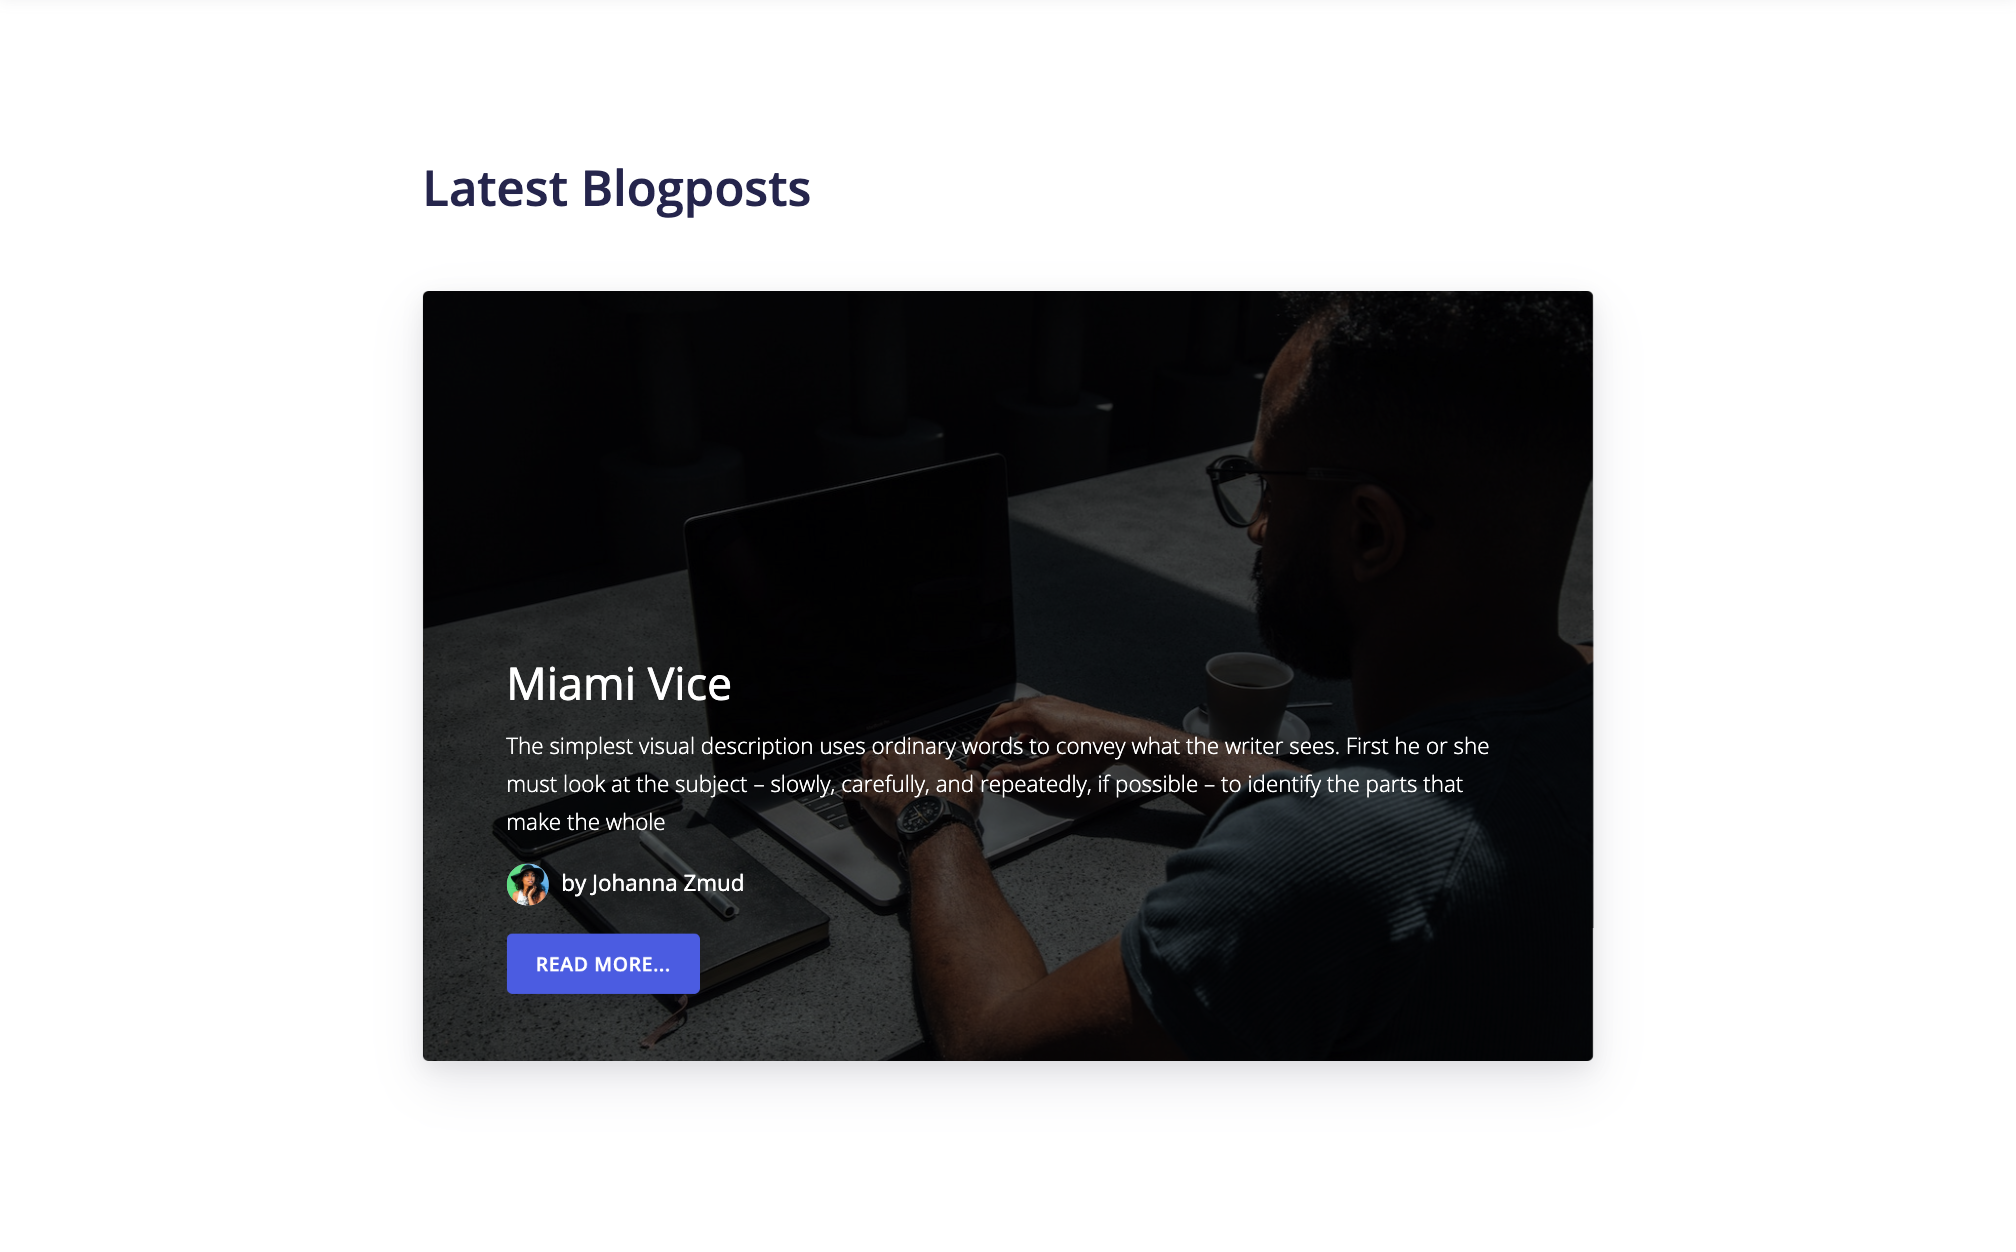 Latest Blogposts
Miami Vice
The simplest visual description uses ordinary words to convey what the writer sees. First he or she
must look at the subject – slowly, carefully, and repeatedly, if possible – to identify the parts that
make the whole
by Johanna Zmud
READ MORE...